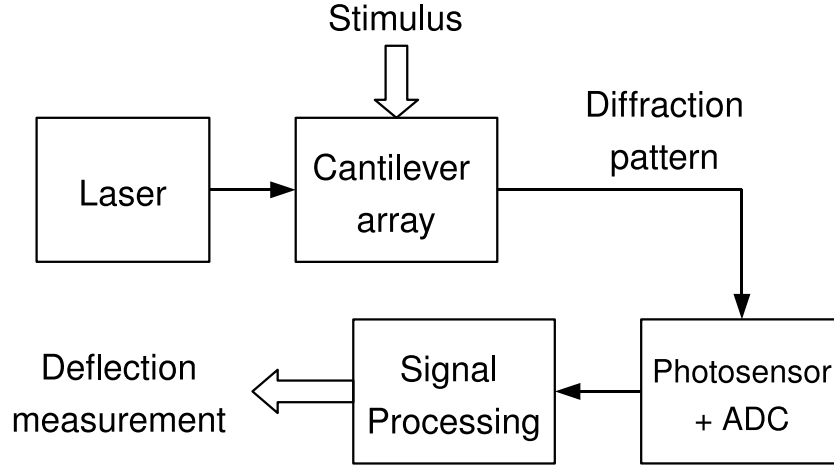 Stimulus
Laser
Cantilever
array
Diffraction
pattern
Photosensor
+ ADC
Signal
Processing
Deflection
measurement